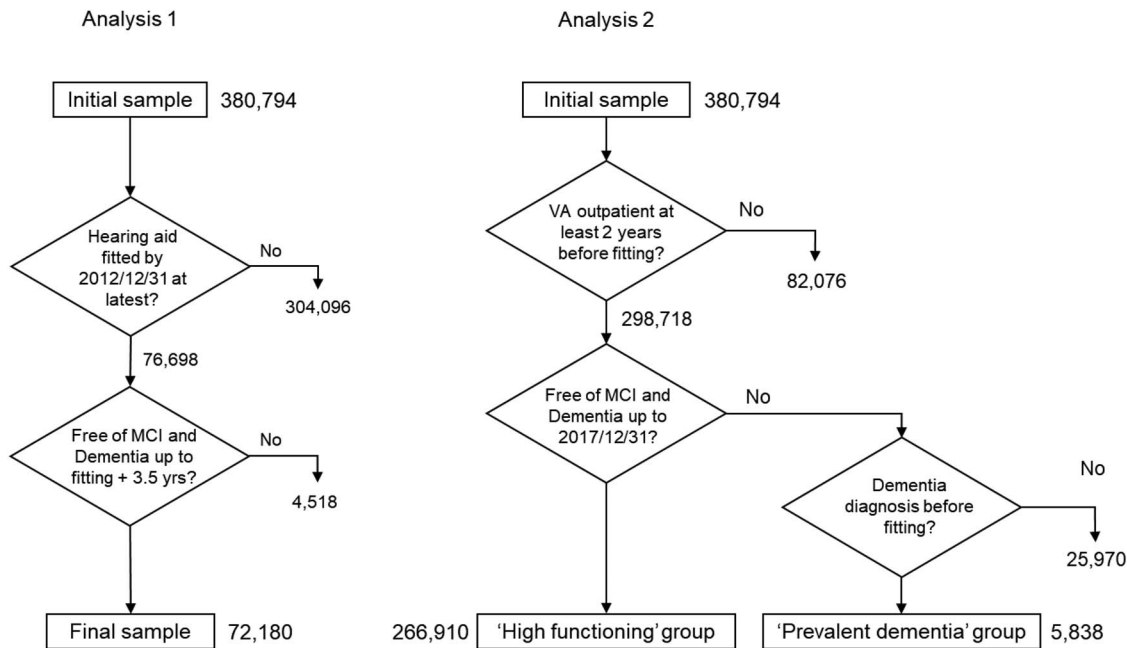 Analysis 1
Initial sample
380,794
Hearing aid
fitted by
2012/12/31 at
latest?
No
304,096
76,698
Free of MCI and
Dementia up to
fitting + 3.5 yrs?
No
4,518
Final sample
72,180
Analysis 2
Initial sample
380,794
VA outpatient at
least 2 years
before fitting?
No
82,076
298,718
Free of MCI and
Dementia up to
2017/12/31?
No
Dementia
diagnosis before
fitting?
No
25,970
266,910
‘High functioning’ group
‘Prevalent dementia’ group
5,838